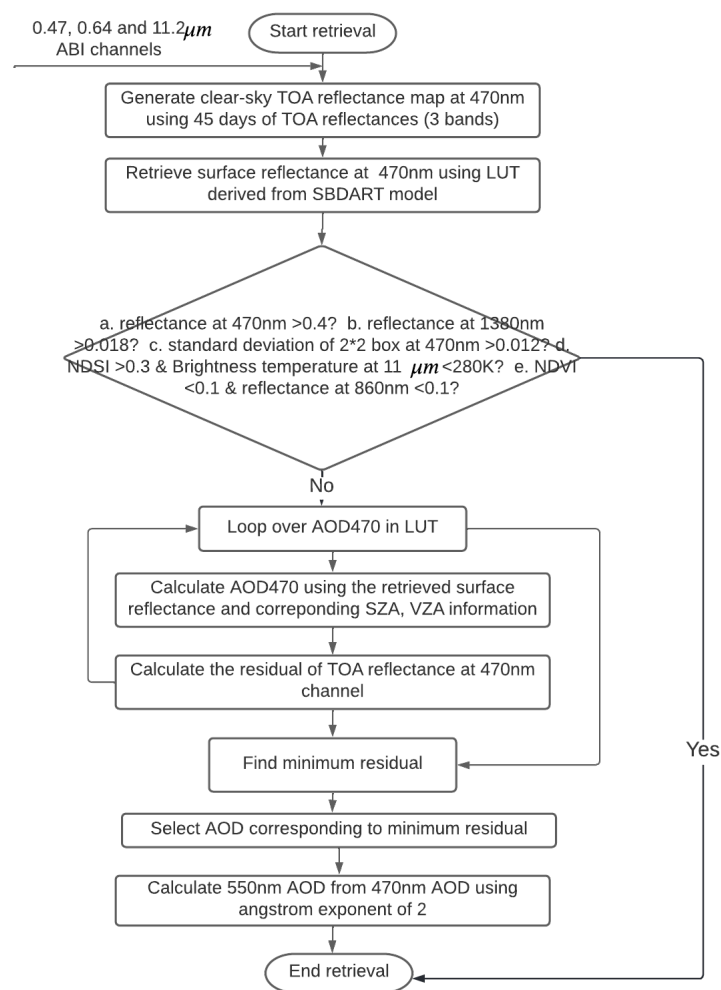 0.47, 0.64 and 11.2μm
ABI channels
Start retrieval
Generate clear-sky TOA reflectance map at 470nm
using 45 days of TOA reflectances (3 bands)
Retrieve surface reflectance at 470nm using LUT
derived from SBDART model
a. reflectance at 470nm >0.4? b. reflectance at 1380nm
>0.018? c. standard deviation of 2*2 box at 470nm >0.012? d.
NDSI >0.3 & Brightness temperature at 11 μm <280K? e. NDVI
<0.1 & reflectance at 860nm <0.1?
No
Loop over AOD470 in LUT
Calculate AOD470 using the retrieved surface
reflectance and correponding SZA, VZA information
Calculate the residual of TOA reflectance at 470nm
channel
Find minimum residual
Yes
Select AOD corresponding to minimum residual
Calculate 550nm AOD from 470nm AOD using
angstrom exponent of 2
End retrieval